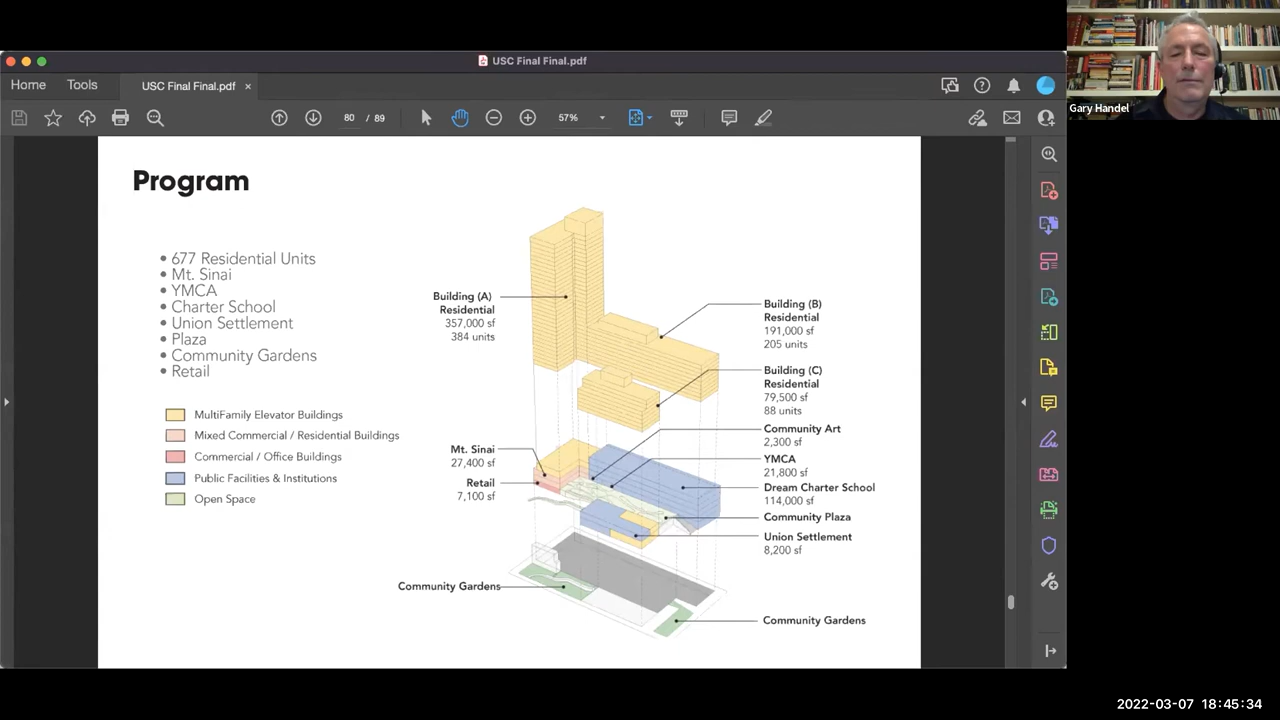 USC Final Final.pdf
Home
Tools
USC Final Final.pdf ×
80 / 89
57%
Gary Handel
Program
• 677 Residential Units
• Mt. Sinai
• YMCA
• Charter School
• Union Settlement
• Plaza
• Community Gardens
• Retail
MultiFamily Elevator Buildings
Mixed Commercial / Residential Buildings
Commercial / Office Buildings
Public Facilities & Institutions
Open Space
Building (A)
Residential
357,000 sf
384 units
Mt. Sinai
27,400 sf
Retail
7,100 sf
Community Gardens
Building (B)
Residential
191,000 sf
205 units
Building (C)
Residential
79,500 sf
88 units
Community Art
2,300 sf
YMCA
21,800 sf
Dream Charter School
114,000 sf
Community Plaza
Union Settlement
8,200 sf
Community Gardens
2022-03-07 18:45:34